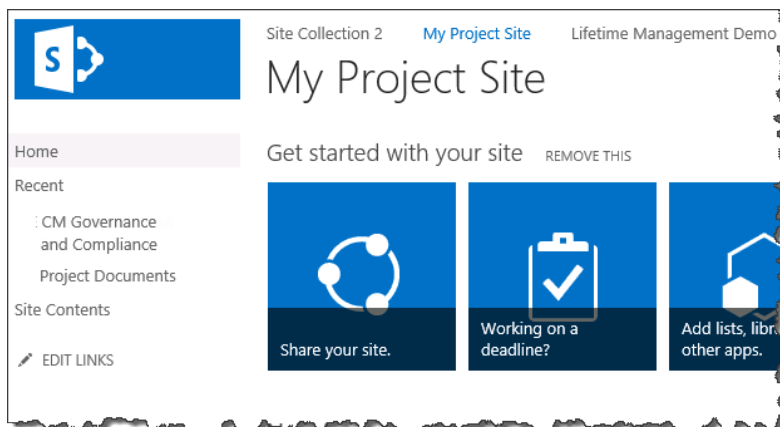 S
Site Collection 2 My Project Site Lifetime Management Demo
My Project Site
Home
Recent
CM Governance
and Compliance
Project Documents
Site Contents
EDIT LINKS
Get started with your site REMOVE THIS
Share your site.
Working on a
deadline?
Add lists,
other apps.